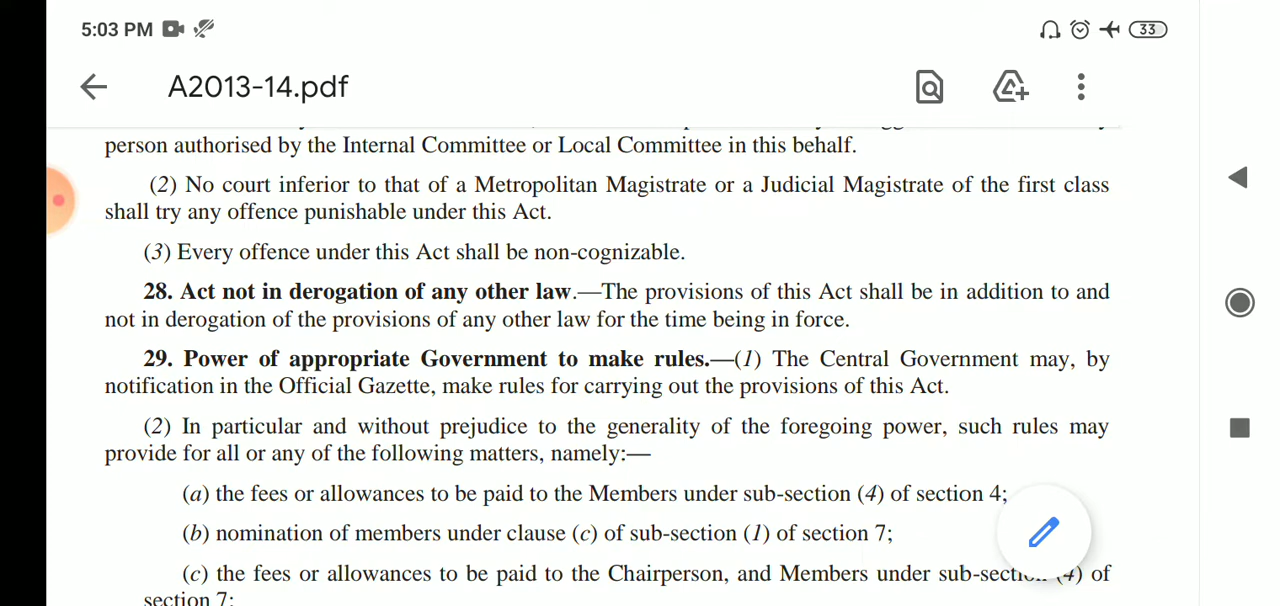 5:03 PM
33
A2013-14.pdf
person authorised by the Internal Committee or Local Committee in this behalf.
(2) No court inferior to that of a Metropolitan Magistrate or a Judicial Magistrate of the first class
shall try any offence punishable under this Act.
(3) Every offence under this Act shall be non-cognizable.
28. Act not in derogation of any other law.—The provisions of this Act shall be in addition to and
not in derogation of the provisions of any other law for the time being in force.
29. Power of appropriate Government to make rules.—(1) The Central Government may, by
notification in the Official Gazette, make rules for carrying out the provisions of this Act.
(2) In particular and without prejudice to the generality of the foregoing power, such rules may
provide for all or any of the following matters, namely:—
(a) the fees or allowances to be paid to the Members under sub-section (4) of section 4;
(b) nomination of members under clause (c) of sub-section (1) of section 7;
(c) the fees or allowances to be paid to the Chairperson, and Members under sub-section (4) of
section 7;